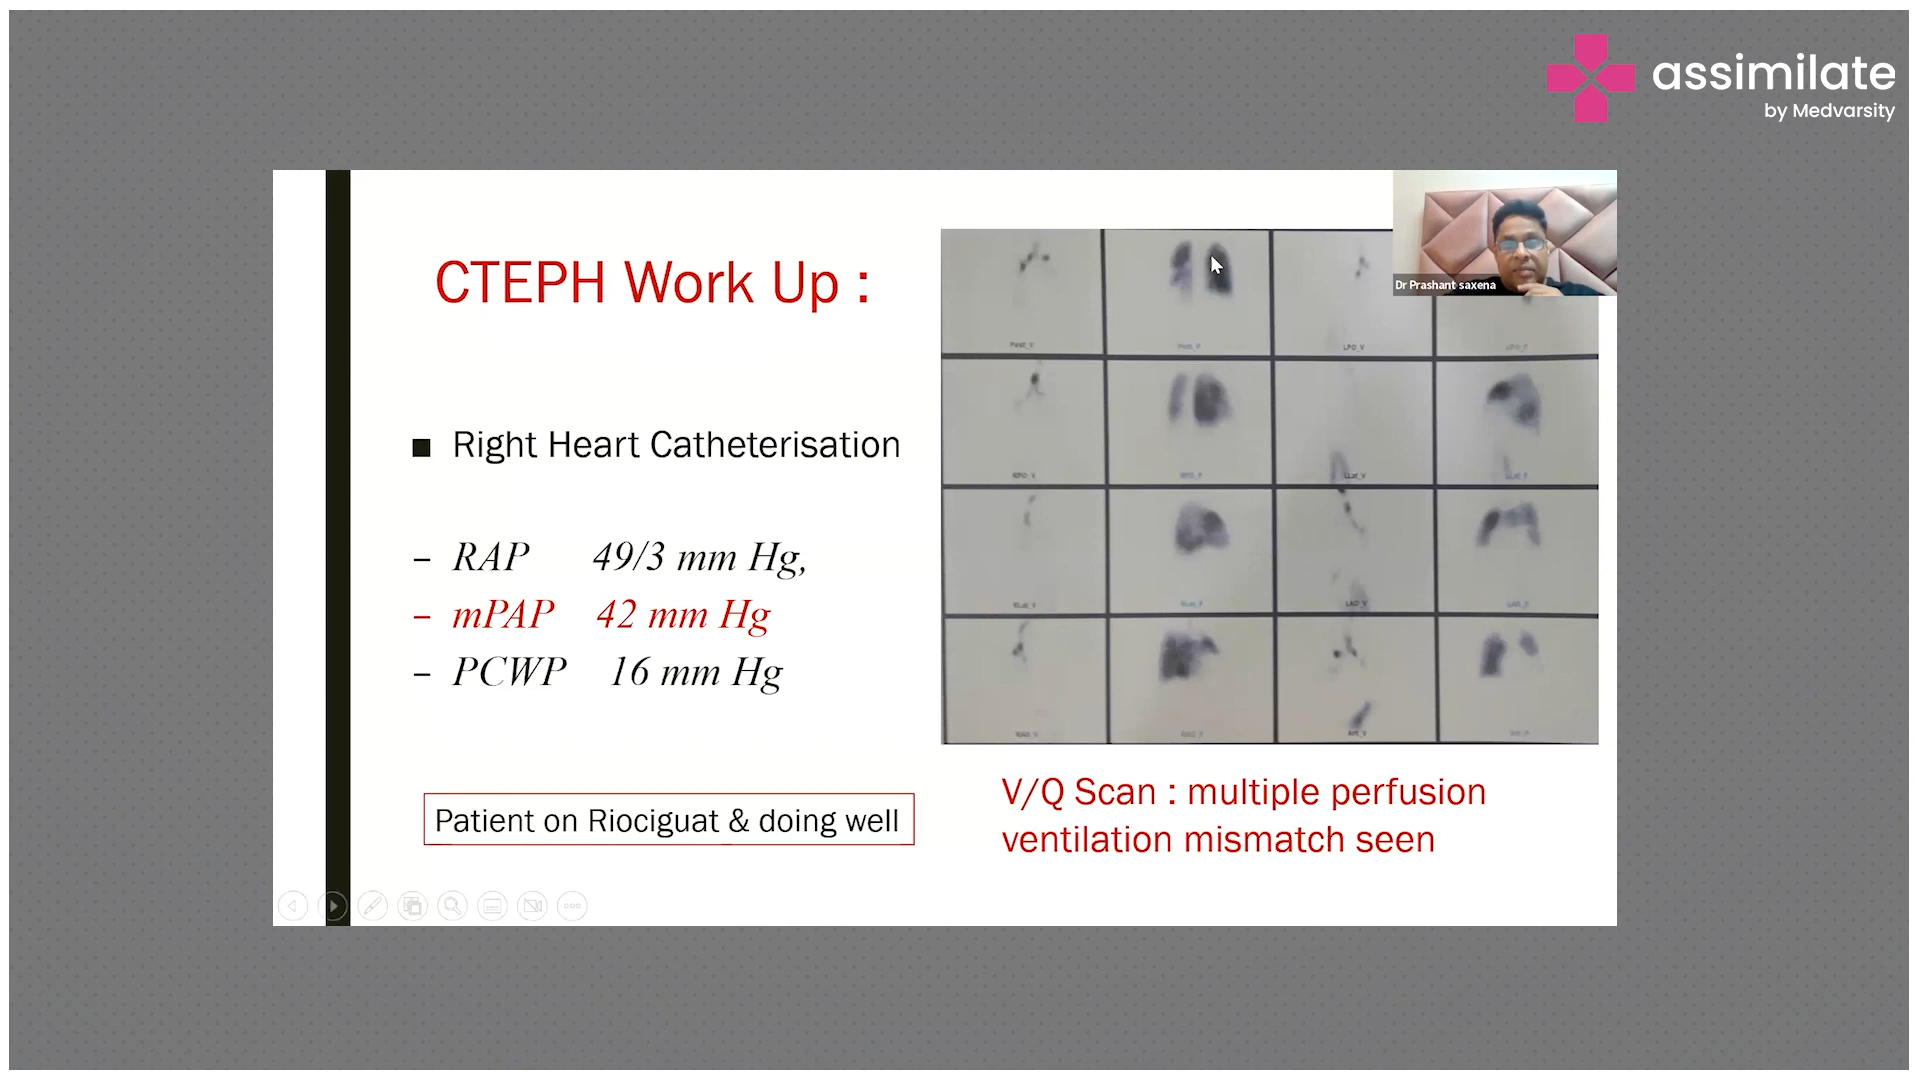 assimilate
by Medvarsity
CTEPH Work Up :
Dr Prashant saxena
■ Right Heart Catheterisation
– RAP 49/3 mm Hg,
– mPAP 42 mm Hg
– PCWP 16 mm Hg
Patient on Riociguat & doing well
LPO_V
V/Q Scan : multiple perfusion
ventilation mismatch seen